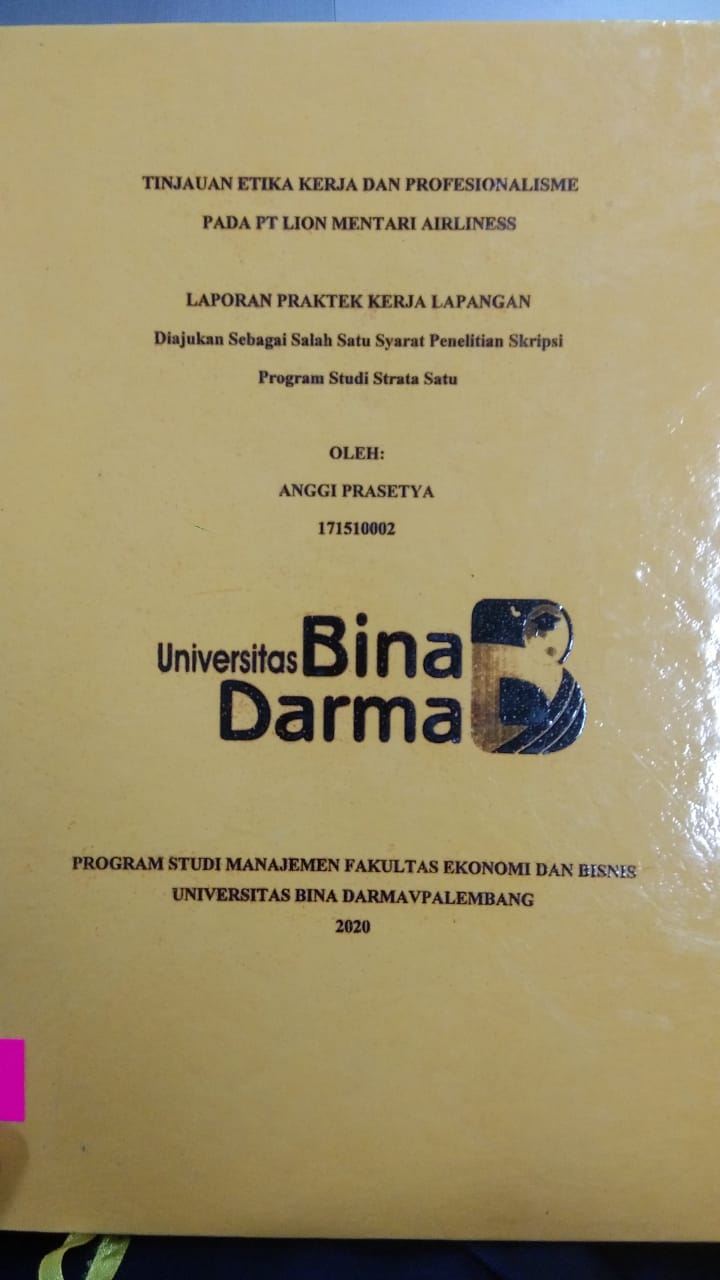 TINJAUAN ETIKA KERJA DAN PROFESIONALISME
PADA PT LION MENTARI AIRLINESS
LAPORAN PRAKTEK KERJA LAPANGAN
Diajukan Sebagai Salah Satu Syarat Penelitian Skripsi
Program Studi Strata Satu
OLEH:
ANGGI PRASETYA
171510002
Universitas Bina
Darma
PROGRAM STUDI MANAJEMEN FAKULTAS EKONOMI DAN BISNIS
UNIVERSITAS BINA DARMAVPALEMBANG
2020